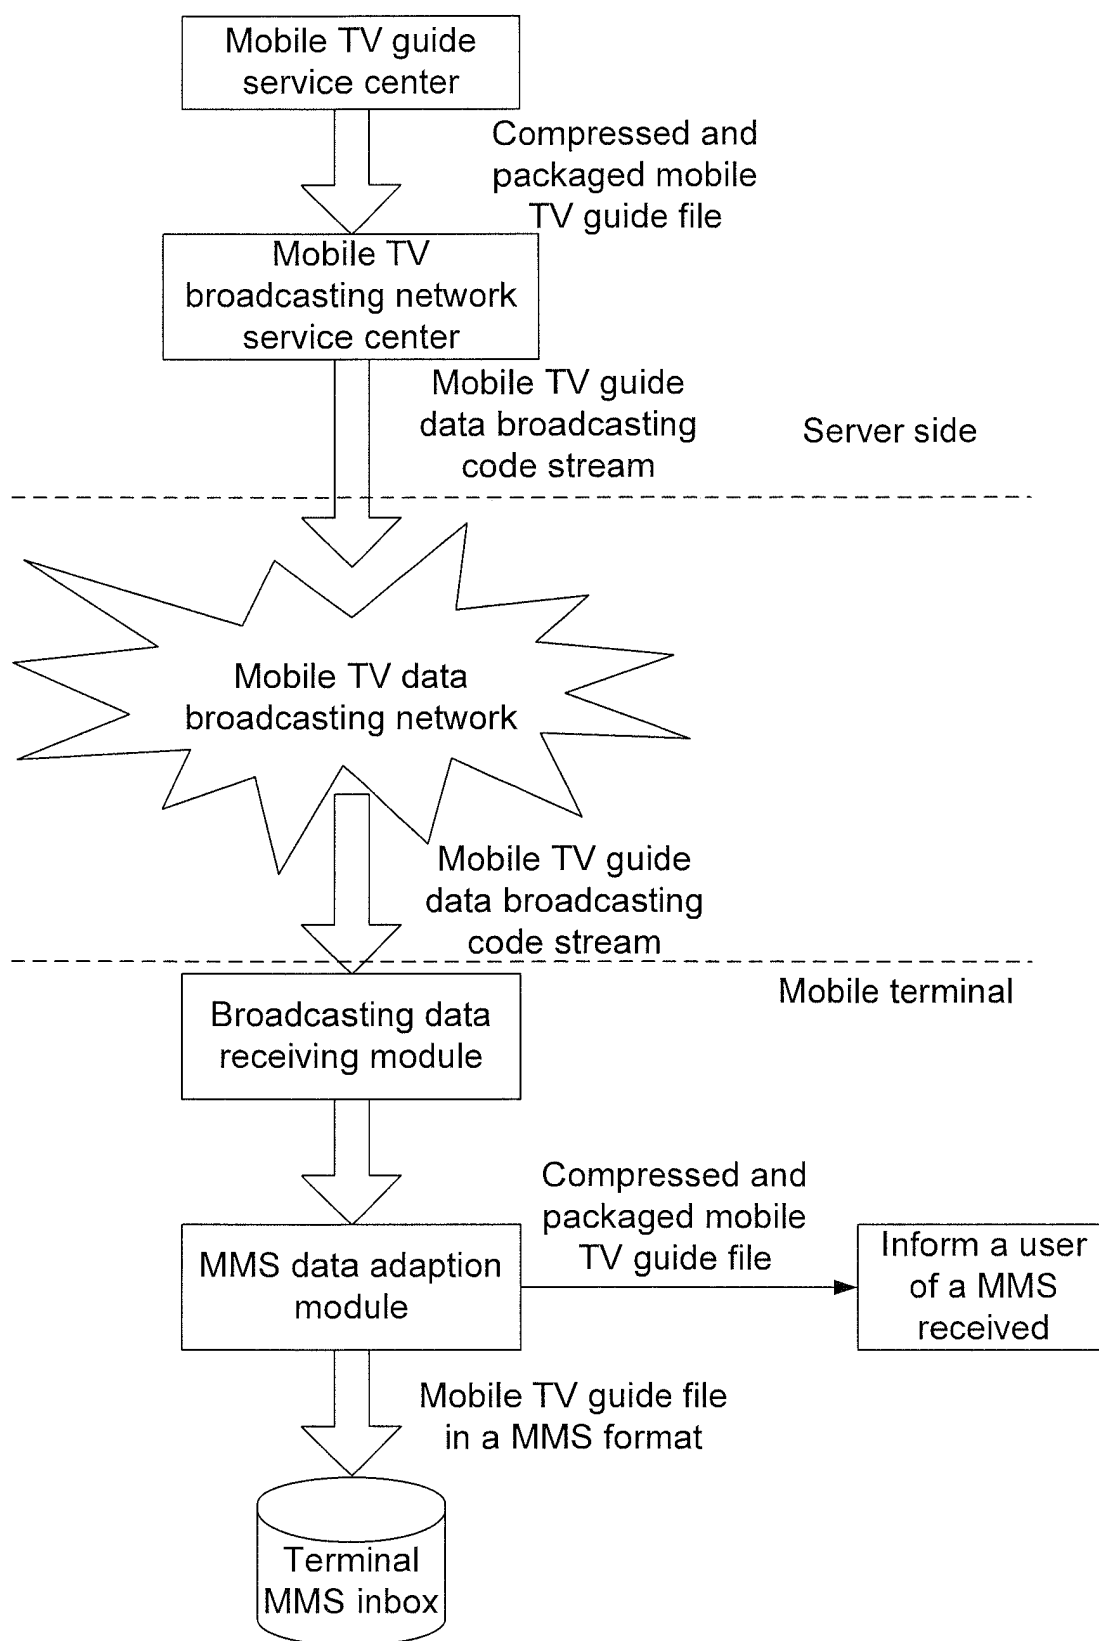 Mobile TV guide
service center
Compressed and
packaged mobile
TV guide file
Mobile TV
broadcasting network
service center
Mobile TV guide
data broadcasting
code stream
Server side
Mobile TV data
broadcasting network
Mobile TV guide
data broadcasting
code stream
Mobile terminal
Broadcasting data
receiving module
Compressed and
packaged mobile
TV guide file
MMS data adaption
module
Inform a user
of a MMS
received
Mobile TV guide file
in a MMS format
Terminal
MMS inbox